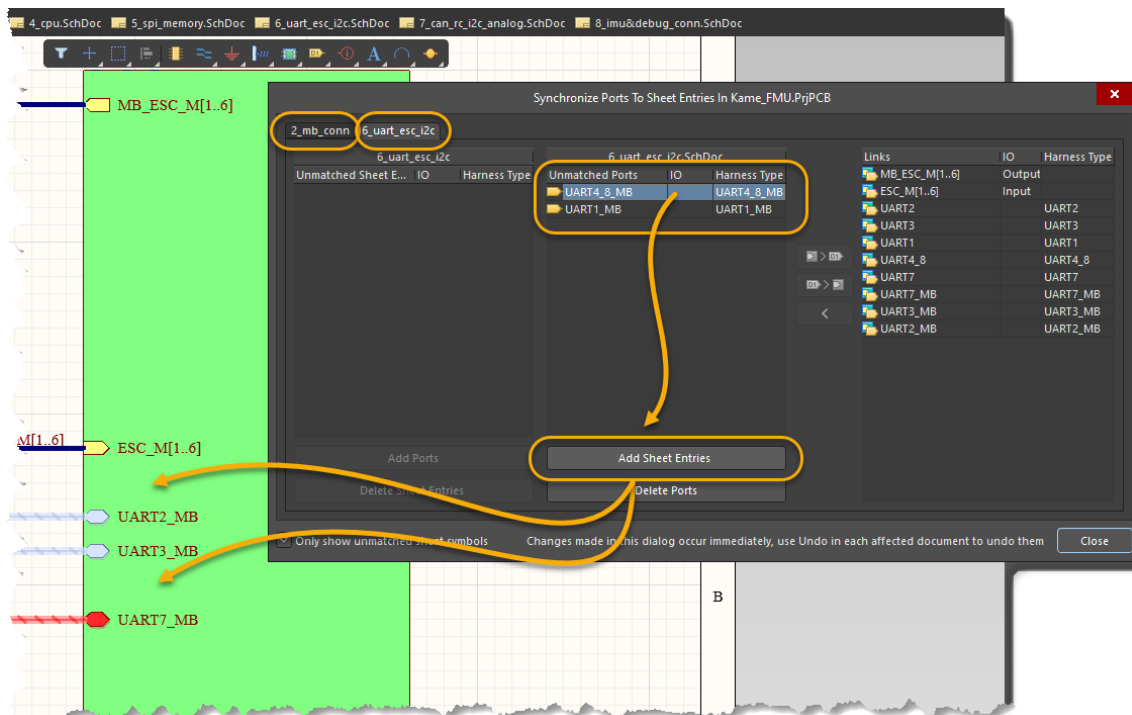 4_cpu.SchDoc 5_spi_memory.SchDoc 6_uart_esc_i2c.SchDoc 7_can_rc_i2c_analog.SchDoc 8_imu&debug_conn.SchDoc
MB_ESC_M[1..6]
M[1..6]
ESC_M[1..6]
UART2_MB
UART3_MB
UART7_MB
B
Synchronize Ports To Sheet Entries In Kame_FMU.PrjPCB
2_mb_conn 6_uart_esc_i2c
6_uart_esc_i2c 6_uart_esc_i2c.SchDoc
Unmatched Sheet E... IO Harness Type Unmatched Ports IO Harness Type Links IO Harness Type
UART4_8_MB UART4_8_MB
UART1_MB UART1_MB
MB_ESC_M[1..6] Output
ESC_M[1..6] Input
UART2 UART2
UART3 UART3
UART1 UART1
UART4_8 UART4_8
UART7 UART7
UART7_MB UART7_MB
UART3_MB UART3_MB
UART2_MB UART2_MB
Add Ports Add Sheet Entries
Delete Sheet Entries Delete Ports
Only show unmatched sheet symbols Changes made in this dialog occur immediately, use Undo in each affected document to undo them Close